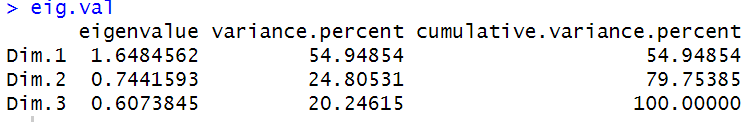 > eig.val
eigenvalue variance.percent cumulative.variance.percent
Dim.1 1.6484562 54.94854 54.94854
Dim.2 0.7441593 24.80531 79.75385
Dim.3 0.6073845 20.24615 100.00000